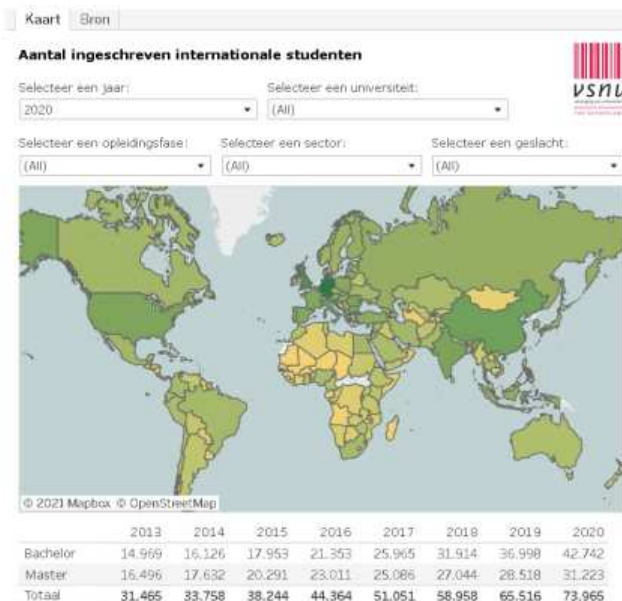 Kaart Bron
Aantal ingeschreven internationale studenten
Selecteer een jaar: Selecteer een universiteit:
2020 (All)
vsnu
Selecteer een opleidingsfase: Selecteer een sector: Selecteer een geslacht:
(All) (All) (All)
© 2021 Mapbox © OpenStreetMap
2013 2014 2015 2016 2017 2018 2019 2020
Bachelor 14.969 16.126 17.953 21.353 25.965 31.914 36.998 42.742
Master 16.496 17.632 20.291 23.011 25.086 27.044 28.518 31.223
Totaal 31.465 33.758 38.244 44.364 51.051 58.958 65.516 73.965